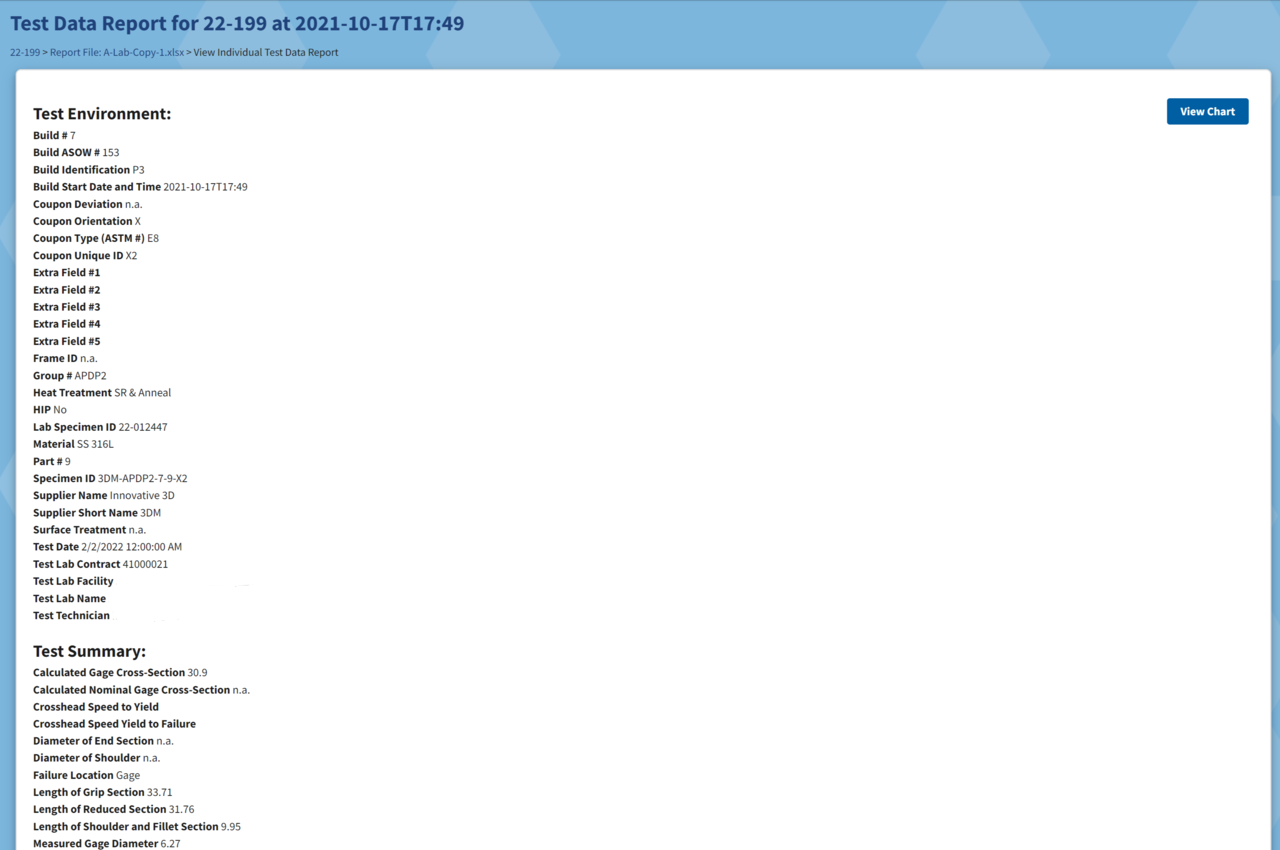 Test Data Report for 22-199 at 2021-10-17T17:49
22-199 > Report File: A-Lab-Copy-1.xlsx > View Individual Test Data Report
View Chart
Test Environment:
Build # 7
Build ASOW # 153
Build Identification P3
Build Start Date and Time 2021-10-17T17:49
Coupon Deviation n.a.
Coupon Orientation X
Coupon Type (ASTM #) E8
Coupon Unique ID X2
Extra Field #1
Extra Field #2
Extra Field #3
Extra Field #4
Extra Field #5
Frame ID n.a.
Group # APDP2
Heat Treatment SR & Anneal
HIP No
Lab Specimen ID 22-012447
Material SS 316L
Part # 9
Specimen ID 3DM-APDP2-7-9-X2
Supplier Name Innovative 3D
Supplier Short Name 3DM
Surface Treatment n.a.
Test Date 2/2/2022 12:00:00 AM
Test Lab Contract 41000021
Test Lab Facility
Test Lab Name
Test Technician
Test Summary:
Calculated Gage Cross-Section 30.9
Calculated Nominal Gage Cross-Section n.a.
Crosshead Speed to Yield
Crosshead Speed Yield to Failure
Diameter of End Section n.a.
Diameter of Shoulder n.a.
Failure Location Gage
Length of Grip Section 33.71
Length of Reduced Section 31.76
Length of Shoulder and Fillet Section 9.95
Measured Gage Diameter 6.27